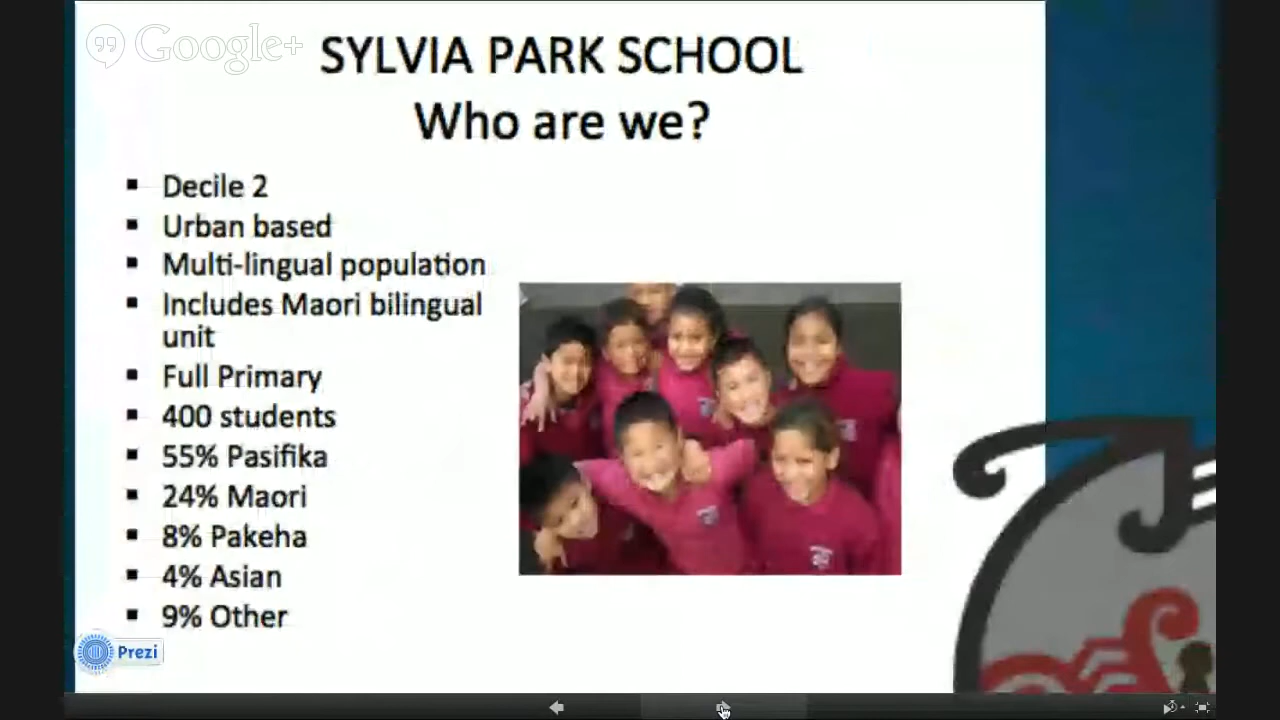 Google+
SYLVIA PARK SCHOOL
Who are we?
Decile 2
Urban based
Multi-lingual population
Includes Maori bilingual
unit
Full Primary
400 students
55% Pasifika
24% Maori
8% Pakeha
4% Asian
9% Other
Prezi